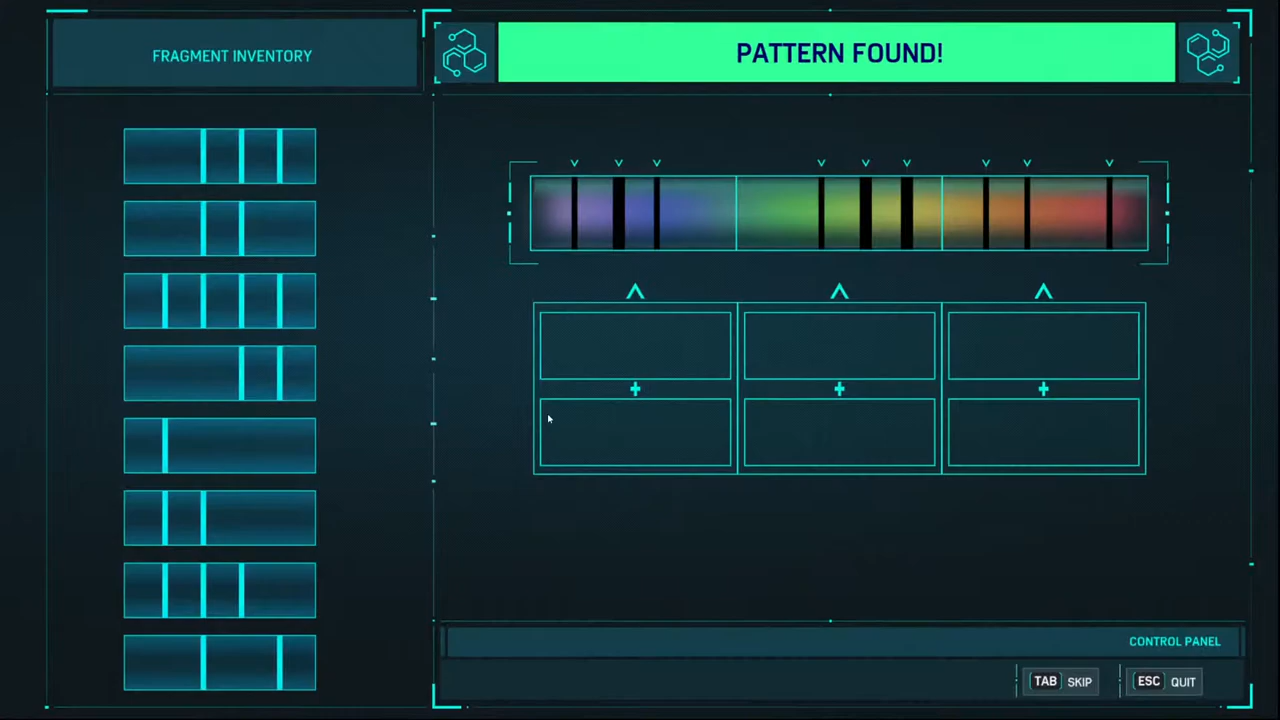 FRAGMENT INVENTORY
PATTERN FOUND!
CONTROL PANEL
TAB SKIP
ESC QUIT